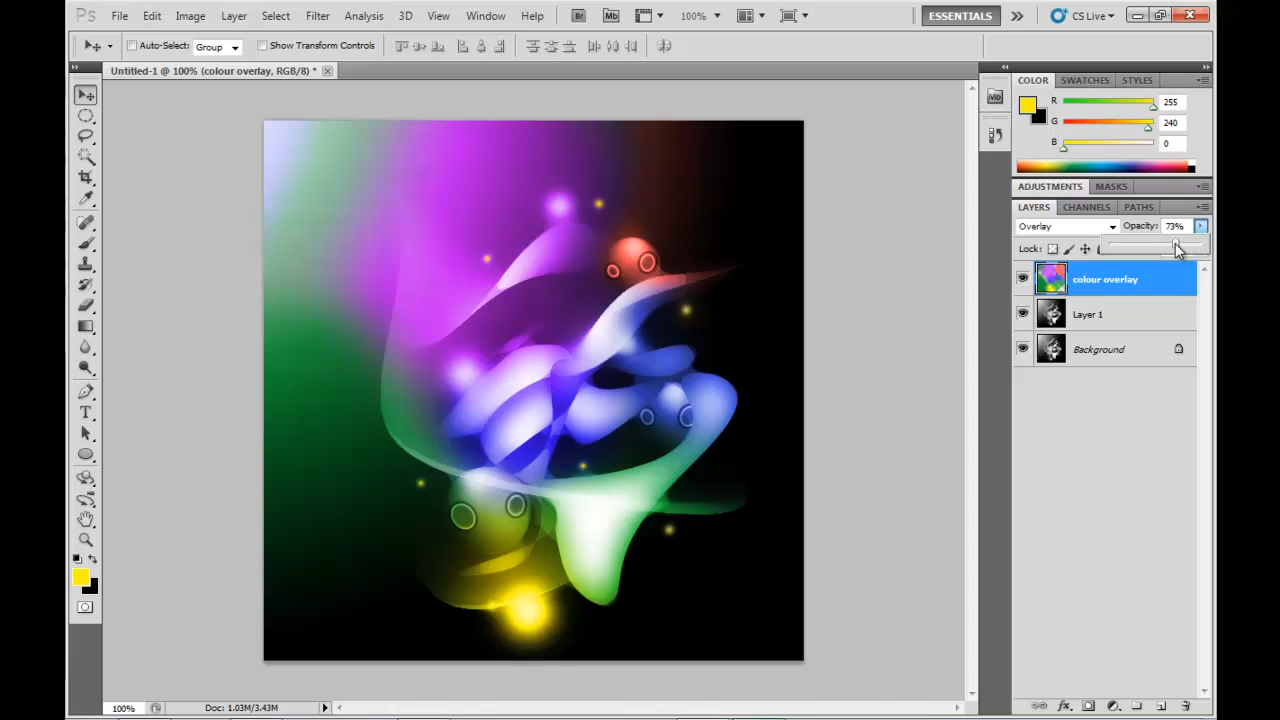 Ps File Edit Image Layer Select Filter Analysis 3D View Window Help Br Mb 100% ESSENTIALS CS Live
Auto-Select: Group Show Transform Controls
Untitled-1 @ 100% (colour overlay, RGB/8) *
Mb
COLOR SWATCHES STYLES
R 255
G 240
B 0
ADJUSTMENTS MASKS
LAYERS CHANNELS PATHS
Overlay Opacity: 73%
Lock:
colour overlay
Layer 1
Background
T
100% Doc: 1.03M/3.43M
fx